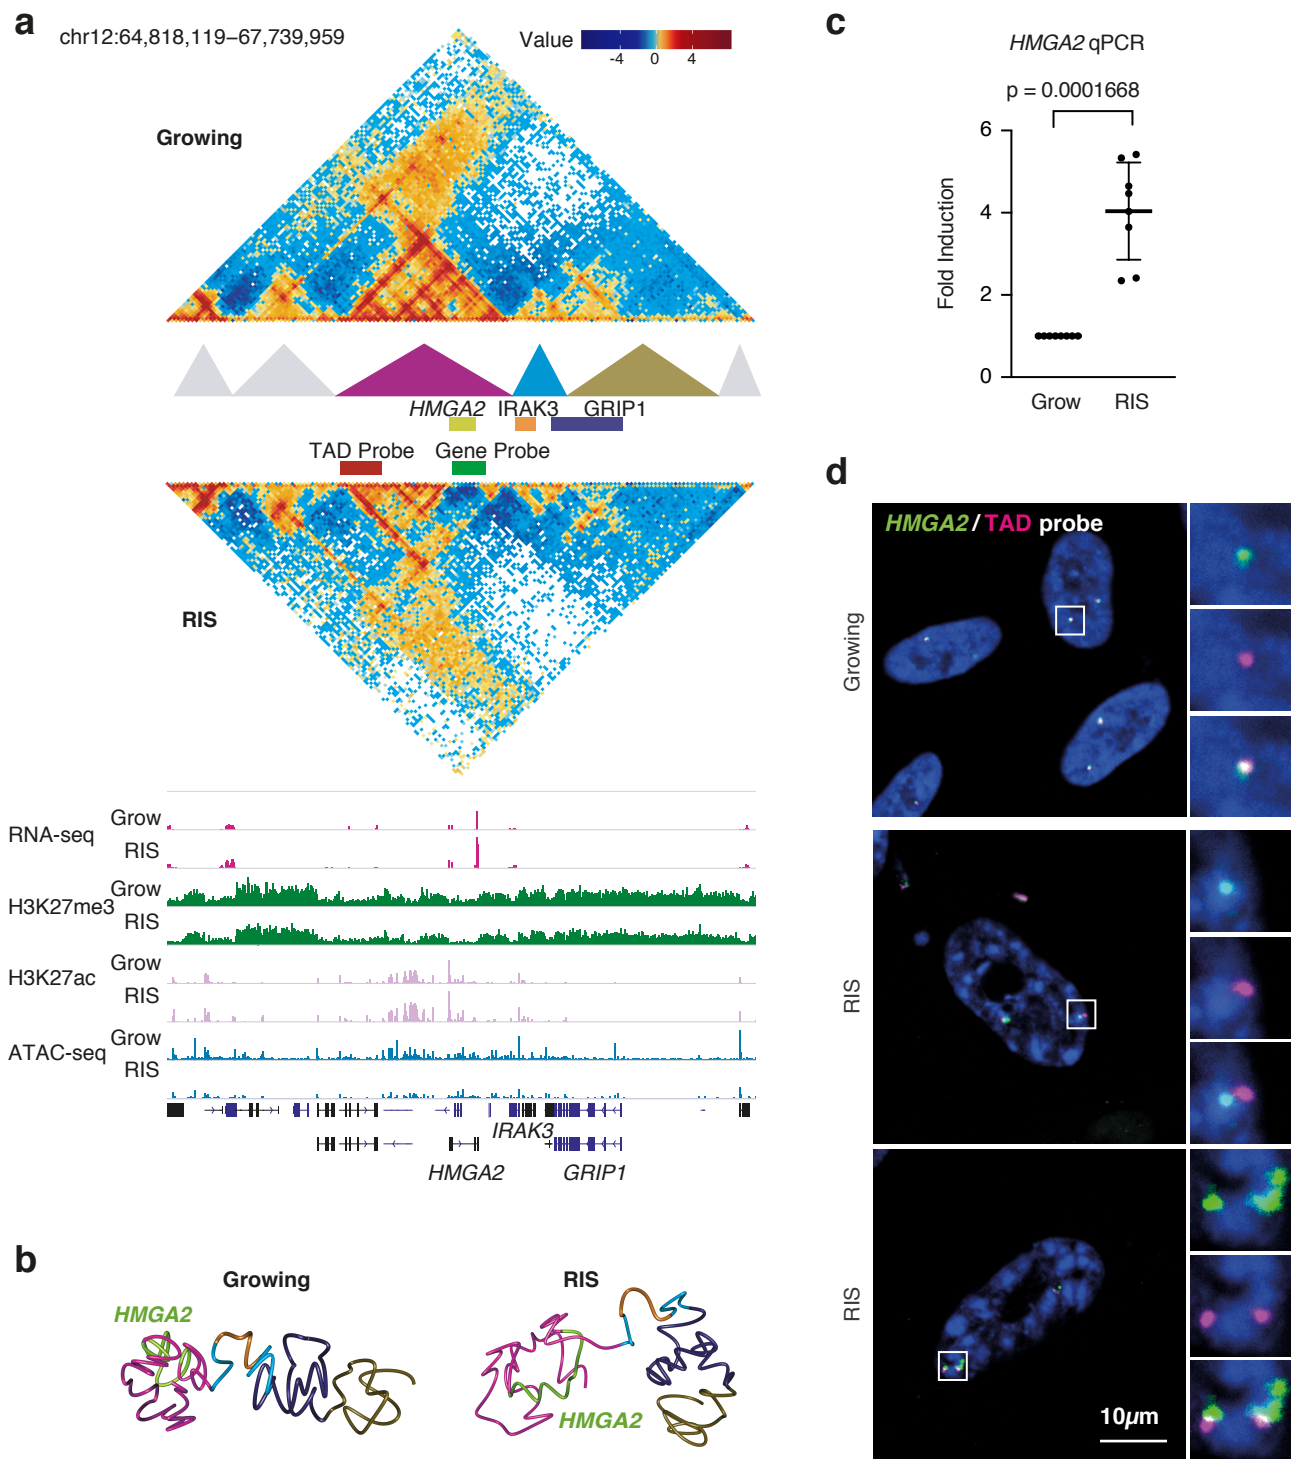 a
chr12:64,818,119–67,739,959
Value
-4 0 4
Growing
HMGA2 IRAK3 GRIP1
TAD Probe Gene Probe
RIS
RNA-seq
Grow
RIS
H3K27me3
Grow
RIS
H3K27ac
Grow
RIS
ATAC-seq
Grow
RIS
IRAK3
HMGA2 GRIP1
b
Growing
HMGA2
RIS
HMGA2
c
HMGA2 qPCR
p = 0.0001668
Fold Induction
6
4
2
0
Grow RIS
d
HMGA2 / TAD probe
Growing
RIS
RIS
10µm